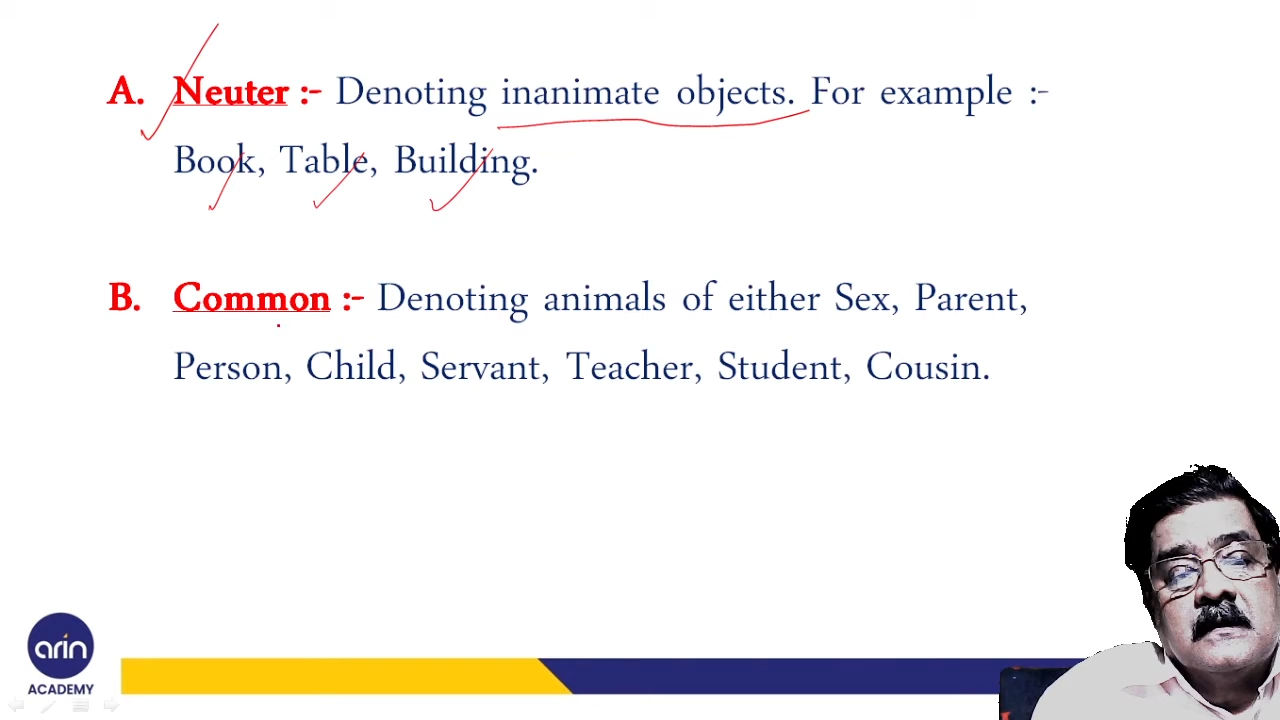 A. Neuter :- Denoting inanimate objects. For example :-
Book, Table, Building.
B. Common :- Denoting animals of either Sex, Parent,
Person, Child, Servant, Teacher, Student, Cousin.
arin
ACADEMY